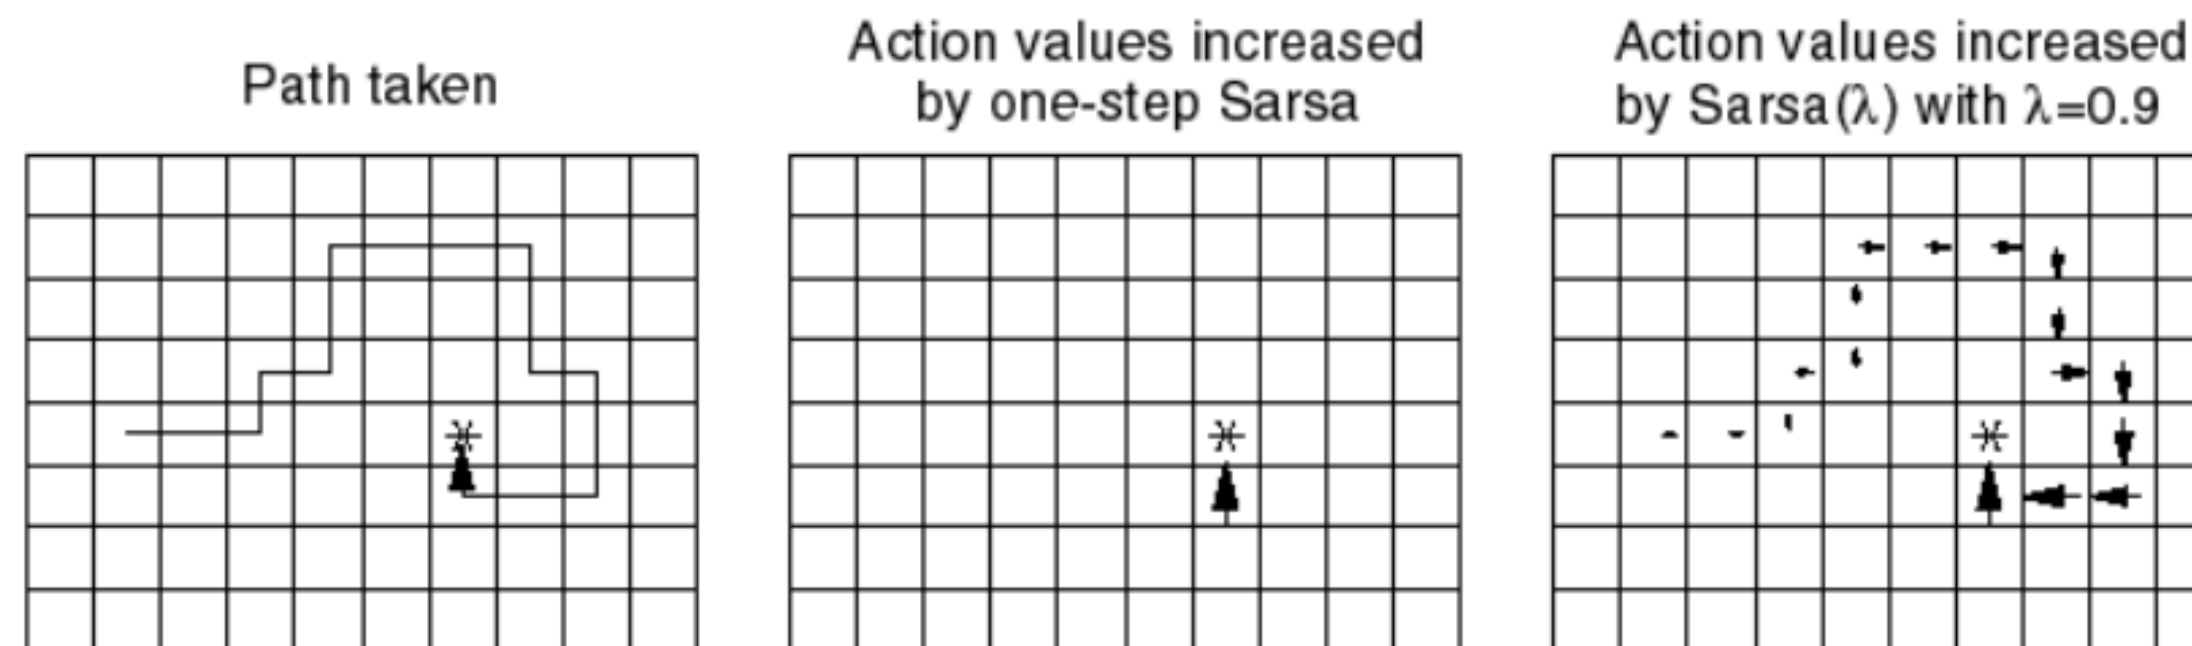 Path taken
Action values increased
by one-step Sarsa
Action values increased
by Sarsa(λ) with λ=0.9